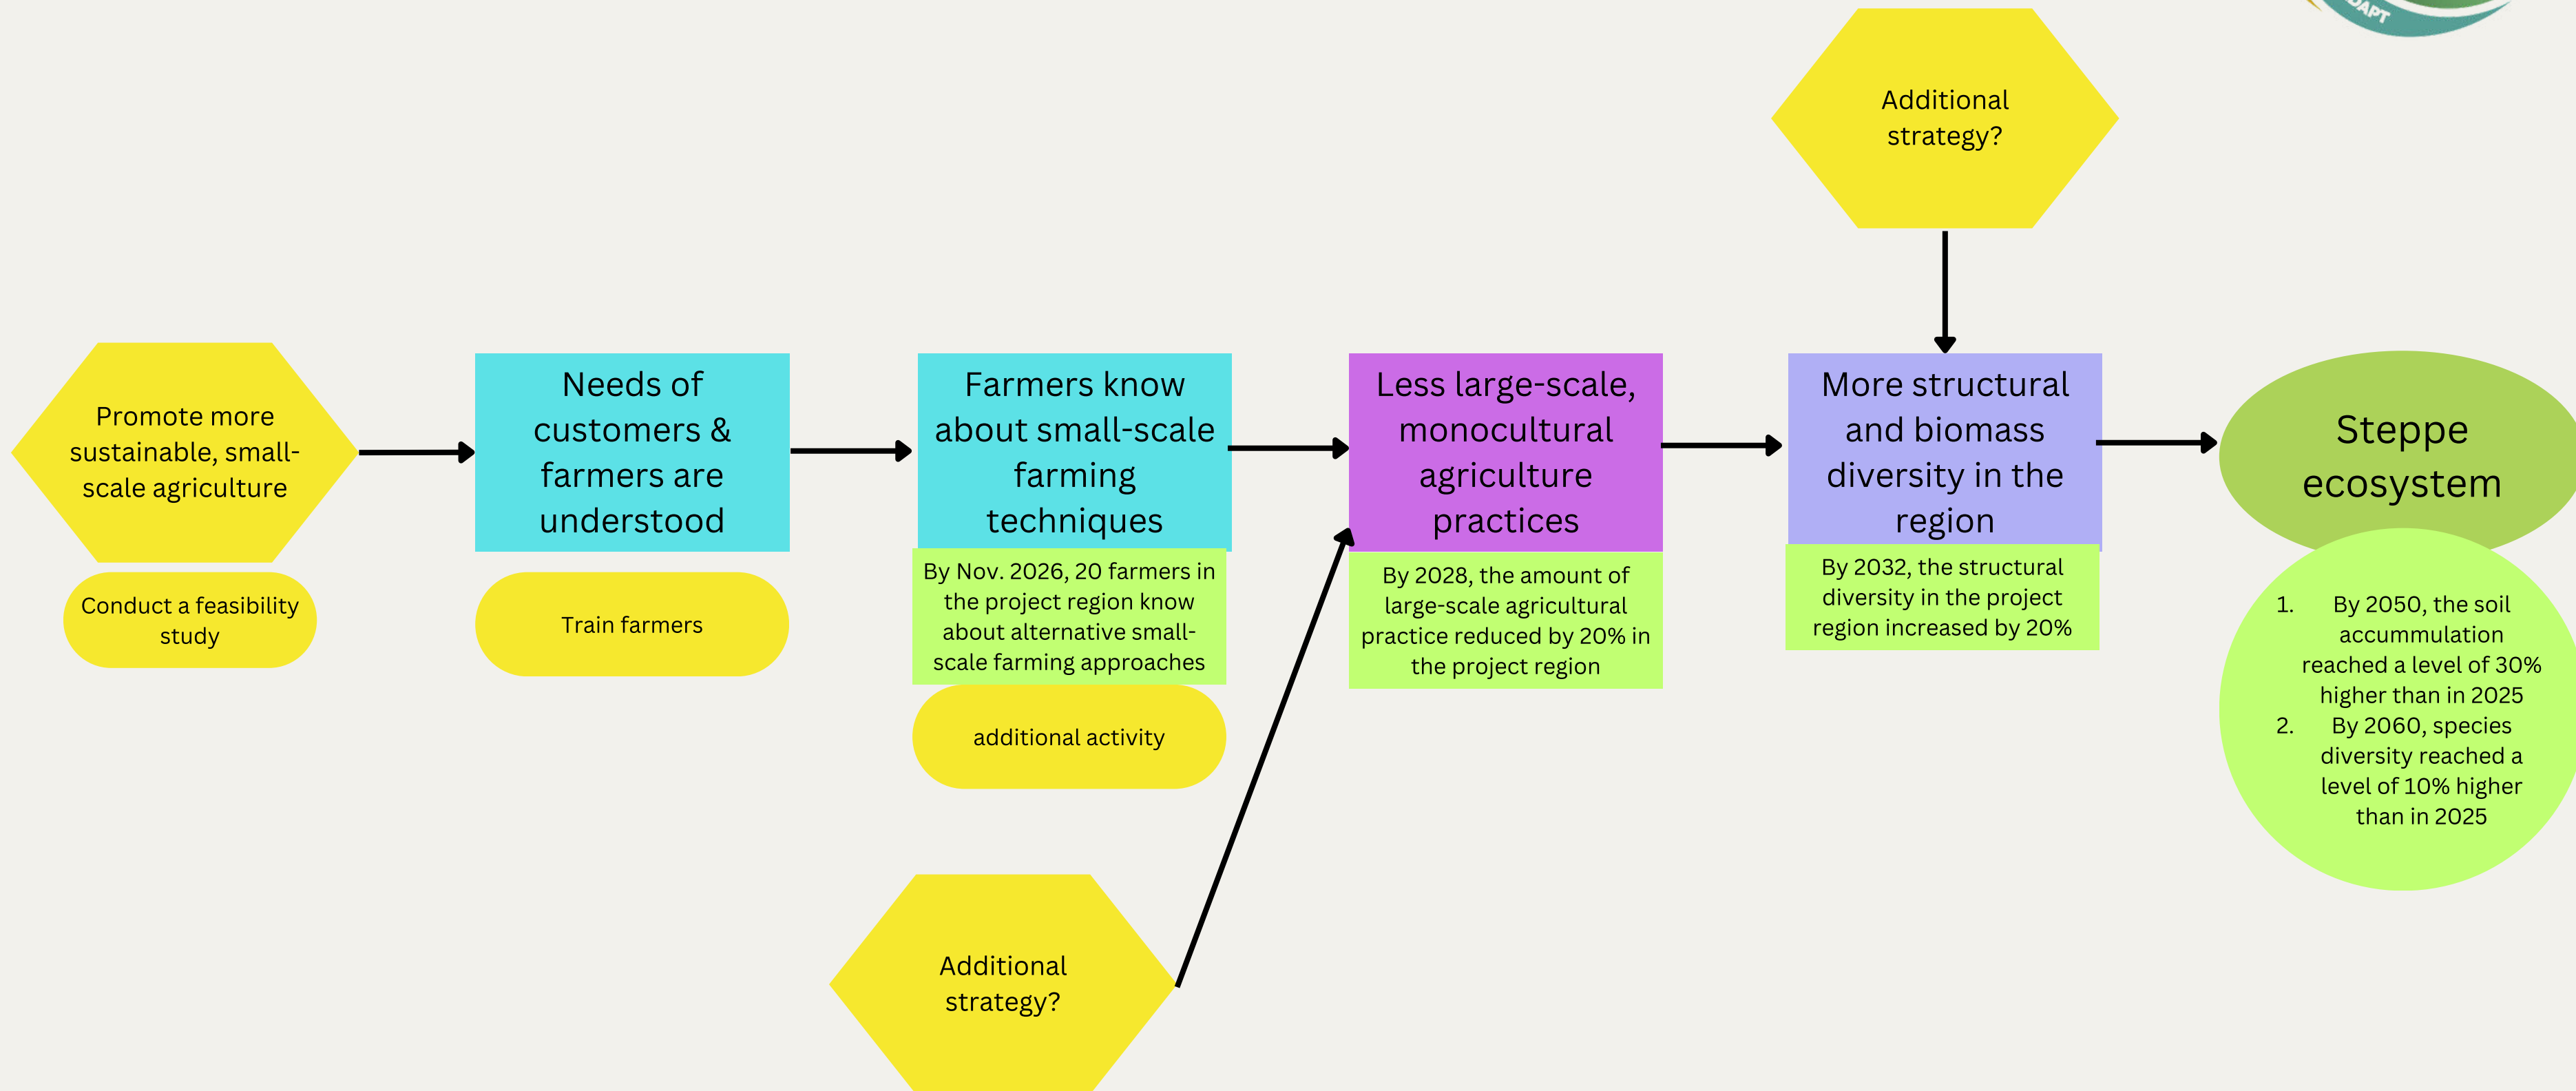 DAPT
Additional
strategy?
Promote more
sustainable, small-
scale agriculture
Conduct a feasibility
study
Needs of
customers &
farmers are
understood
Train farmers
Farmers know
about small-scale
farming
techniques
By Nov. 2026, 20 farmers in
the project region know
about alternative small-
scale farming approaches
additional activity
Less large-scale,
monocultural
agriculture
practices
By 2028, the amount of
large-scale agricultural
practice reduced by 20% in
the project region
More structural
and biomass
diversity in the
region
By 2032, the structural
diversity in the project
region increased by 20%
Steppe
ecosystem
1. By 2050, the soil
accummulation
reached a level of 30%
higher than in 2025
2. By 2060, species
diversity reached a
level of 10% higher
than in 2025
Additional
strategy?